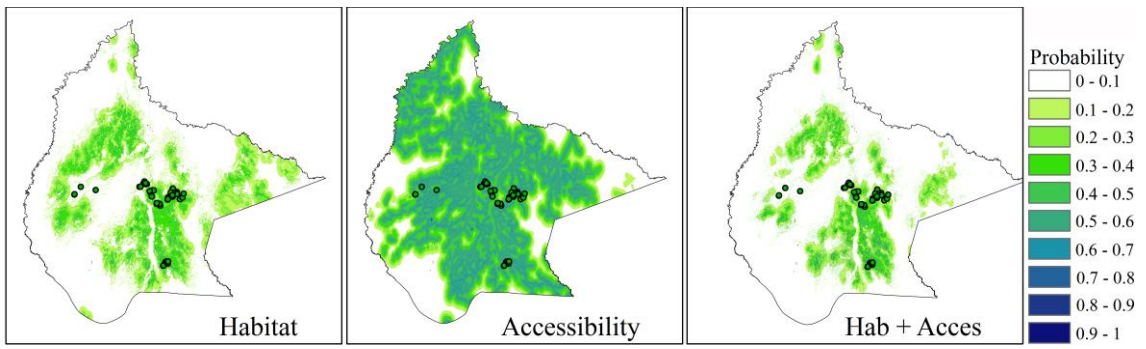 Habitat
Accessibility
Hab + Acces
Probability
0 - 0.1
0.1 - 0.2
0.2 - 0.3
0.3 - 0.4
0.4 - 0.5
0.5 - 0.6
0.6 - 0.7
0.7 - 0.8
0.8 - 0.9
0.9 - 1